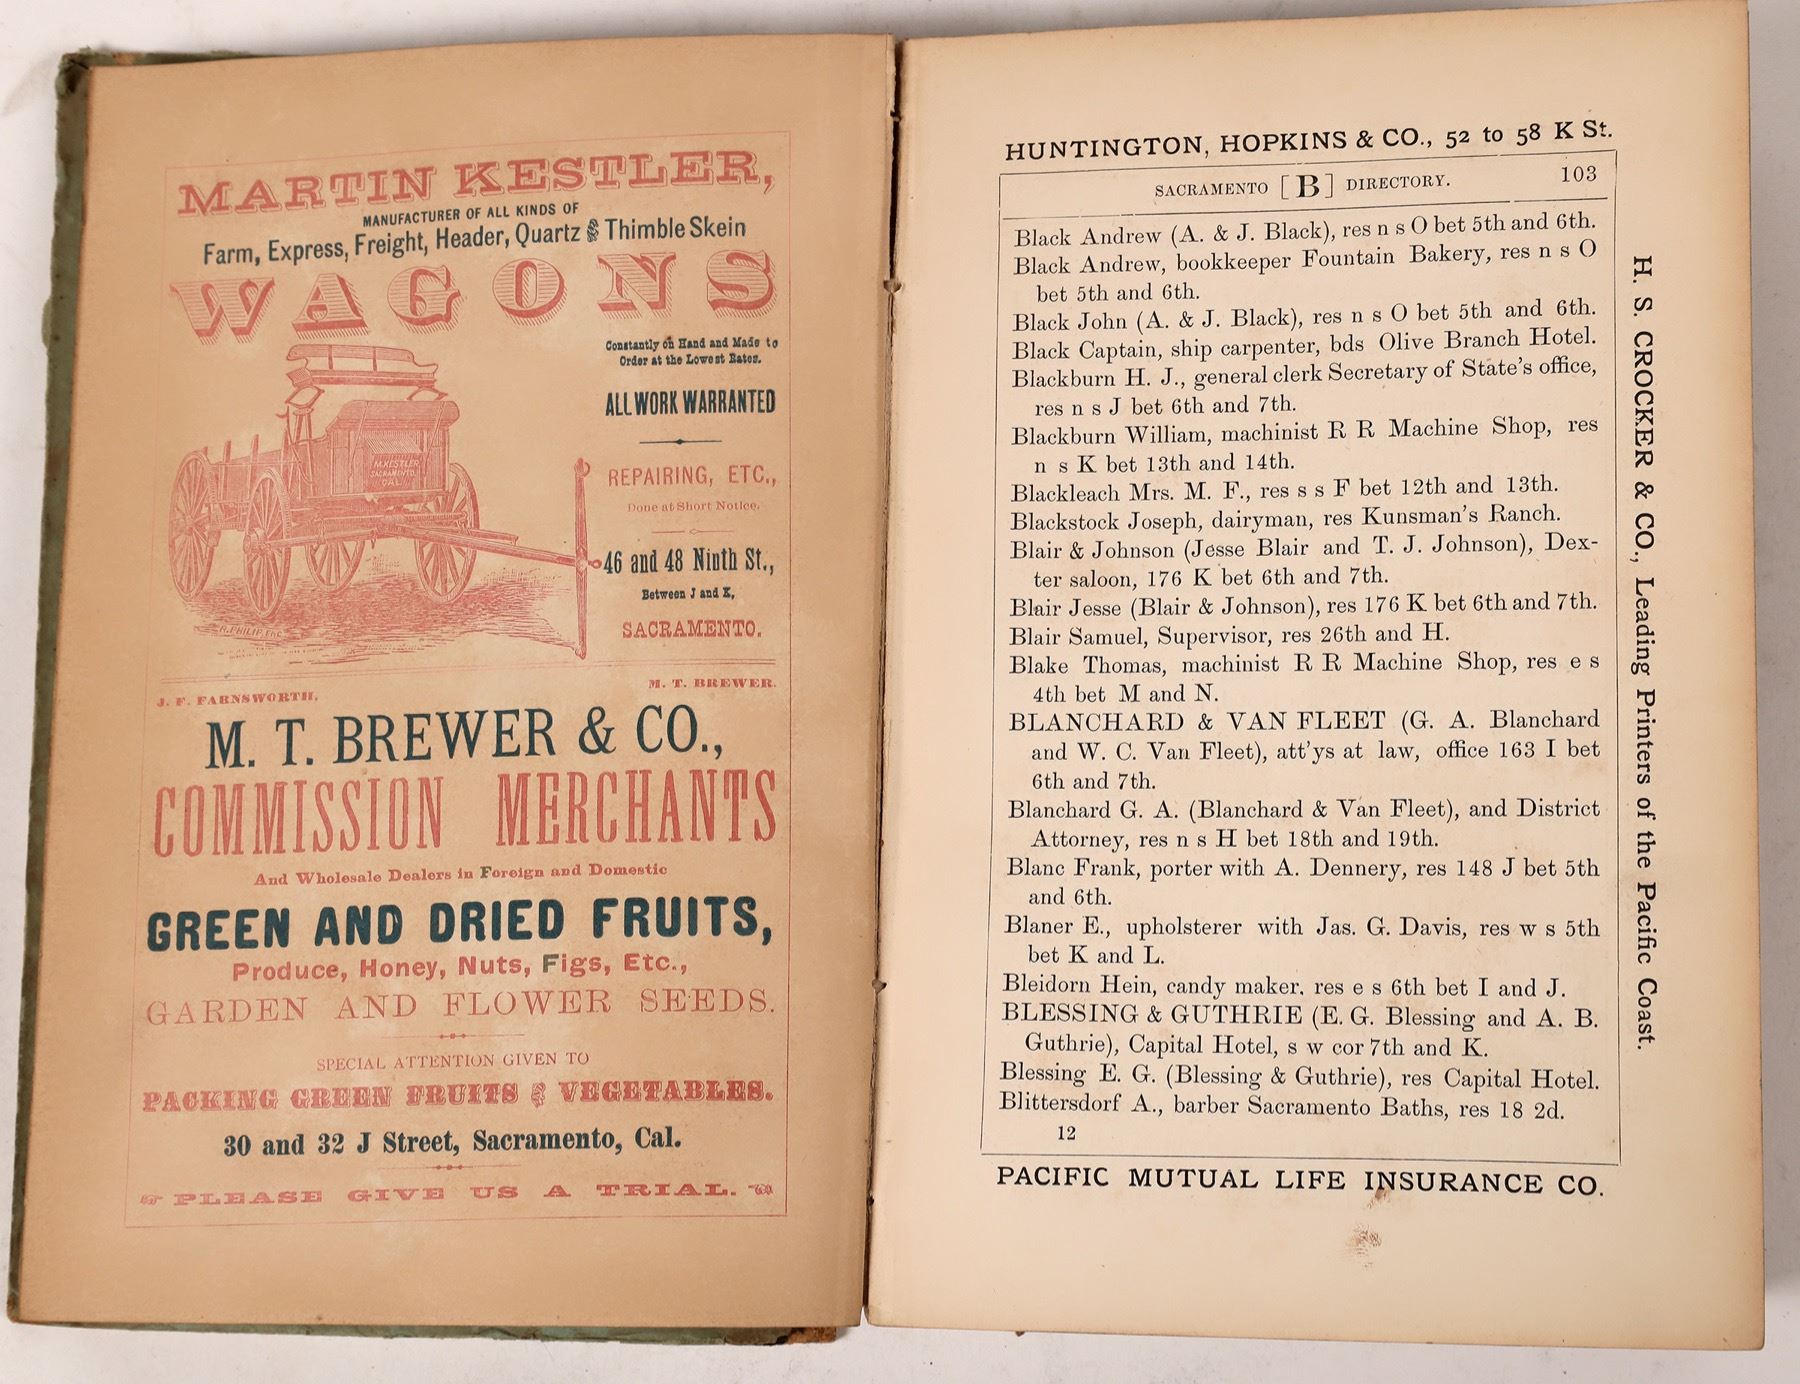 MARTIN KESTLER,
MANUFACTURER OF ALL KINDS OF
Farm, Express, Freight, Header, Quartz & Thimble Skein
WAGONS
Constantly on Hand and Made to
Order at the Lowest Rates.
ALL WORK WARRANTED
M. KESTLER
SACRAMENTO,
CAL.
REPAIRING, ETC.,
Done at Short Notice.
46 and 48 Ninth St.,
Between J and K,
SACRAMENTO.
J. F. FARNSWORTH.
M. T. BREWER.
M. T. BREWER & CO.,
COMMISSION MERCHANTS
And Wholesale Dealers in Foreign and Domestic
GREEN AND DRIED FRUITS,
Produce, Honey, Nuts, Figs, Etc.,
GARDEN AND FLOWER SEEDS.
SPECIAL ATTENTION GIVEN TO
PACKING GREEN FRUITS & VEGETABLES.
30 and 32 J Street, Sacramento, Cal.
PLEASE GIVE US A TRIAL.
HUNTINGTON, HOPKINS & CO., 52 to 58 K St.
SACRAMENTO [B] DIRECTORY. 103
Black Andrew (A. & J. Black), res n s O bet 5th and 6th.
Black Andrew, bookkeeper Fountain Bakery, res n s O
bet 5th and 6th.
Black John (A. & J. Black), res n s O bet 5th and 6th.
Black Captain, ship carpenter, bds Olive Branch Hotel.
Blackburn H. J., general clerk Secretary of State's office,
res n s J bet 6th and 7th.
Blackburn William, machinist R R Machine Shop, res
n s K bet 13th and 14th.
Blackleach Mrs. M. F., res s s F bet 12th and 13th.
Blackstock Joseph, dairyman, res Kunsman's Ranch.
Blair & Johnson (Jesse Blair and T. J. Johnson), Dex-
ter saloon, 176 K bet 6th and 7th.
Blair Jesse (Blair & Johnson), res 176 K bet 6th and 7th.
Blair Samuel, Supervisor, res 26th and H.
Blake Thomas, machinist R R Machine Shop, res e s
4th bet M and N.
BLANCHARD & VAN FLEET (G. A. Blanchard
and W. C. Van Fleet), att'ys at law, office 163 I bet
6th and 7th.
Blanchard G. A. (Blanchard & Van Fleet), and District
Attorney, res n s H bet 18th and 19th.
Blanc Frank, porter with A. Dennery, res 148 J bet 5th
and 6th.
Blaner E., upholsterer with Jas. G. Davis, res w s 5th
bet K and L.
Bleidorn Hein, candy maker. res e s 6th bet I and J.
BLESSING & GUTHRIE (E. G. Blessing and A. B.
Guthrie), Capital Hotel, s w cor 7th and K.
Blessing E. G. (Blessing & Guthrie), res Capital Hotel.
Blittersdorf A., barber Sacramento Baths, res 18 2d.
12
PACIFIC MUTUAL LIFE INSURANCE CO.
H. S. CROCKER & CO., Leading Printers of the Pacific Coast.